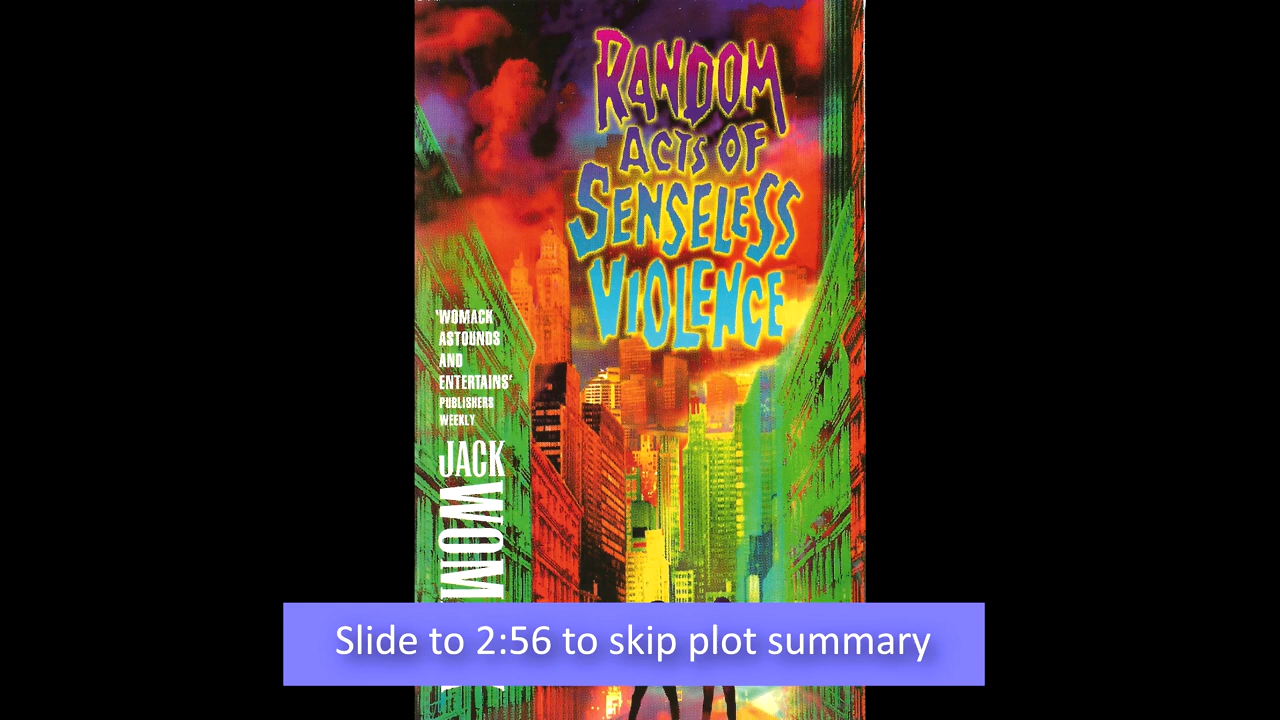 RANDOM
ACTS OF
SENSELESS
VIOLENCE
'WOMACK
ASTOUNDS
AND
ENTERTAINS'
PUBLISHERS
WEEKLY
JACK
WOM
Slide to 2:56 to skip plot summary